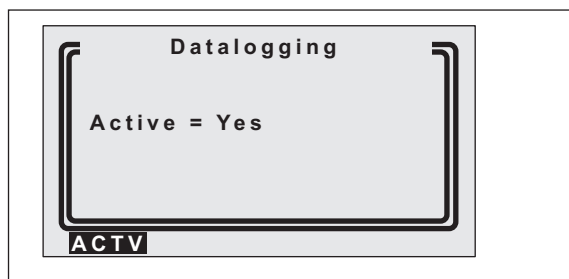 Datalogging
Active = Yes
ACTV